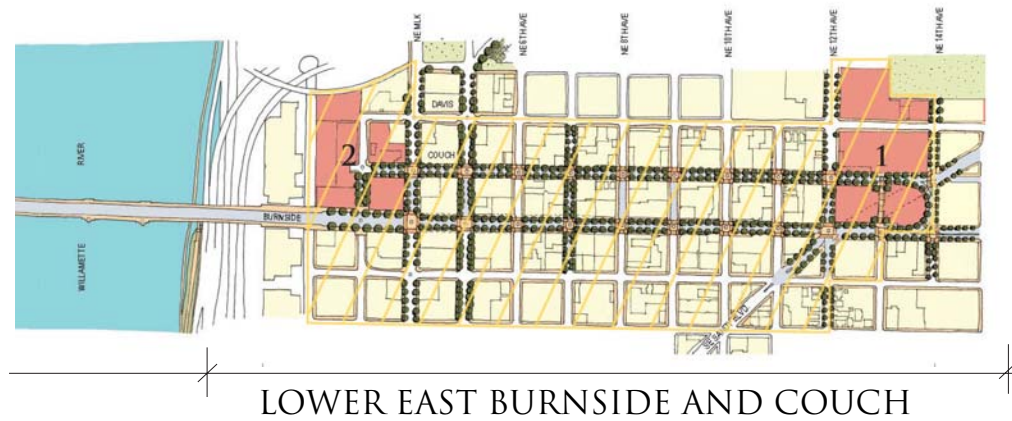 NE MLK
NE 6TH AVE
NE 8TH AVE
NE 10TH AVE
NE 12TH AVE
NE 14TH AVE
DAVIS
COUCH
2
1
RIVER
WILLAMETTE
BURNSIDE
BLVD
LOWER EAST BURNSIDE AND COUCH